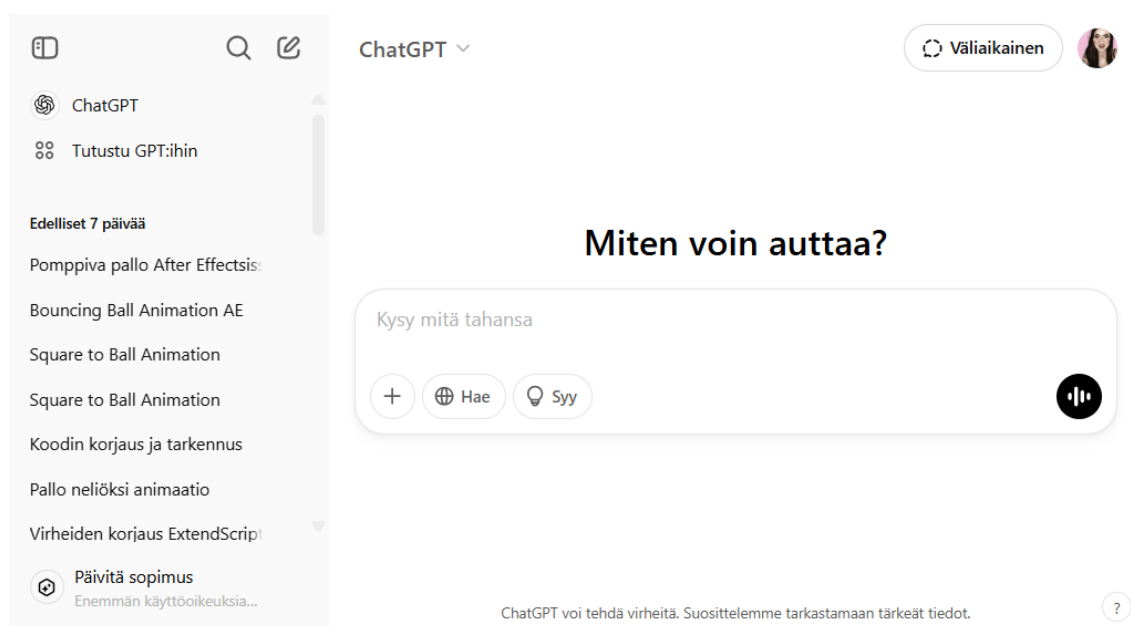 ChatGPT
Tutustu GPT:ihin
Edelliset 7 päivää
Pomppiva pallo After Effectsis
Bouncing Ball Animation AE
Square to Ball Animation
Square to Ball Animation
Koodin korjaus ja tarkennus
Pallo neliöksi animaatio
Virheiden korjaus ExtendScript
Päivitä sopimus
Enemmän käyttöoikeuksia...
ChatGPT
Väliaikainen
Miten voin auttaa?
Kysy mitä tahansa
Hae
Syy
ChatGPT voi tehdä virheitä. Suosittelemme tarkastamaan tärkeät tiedot.
?